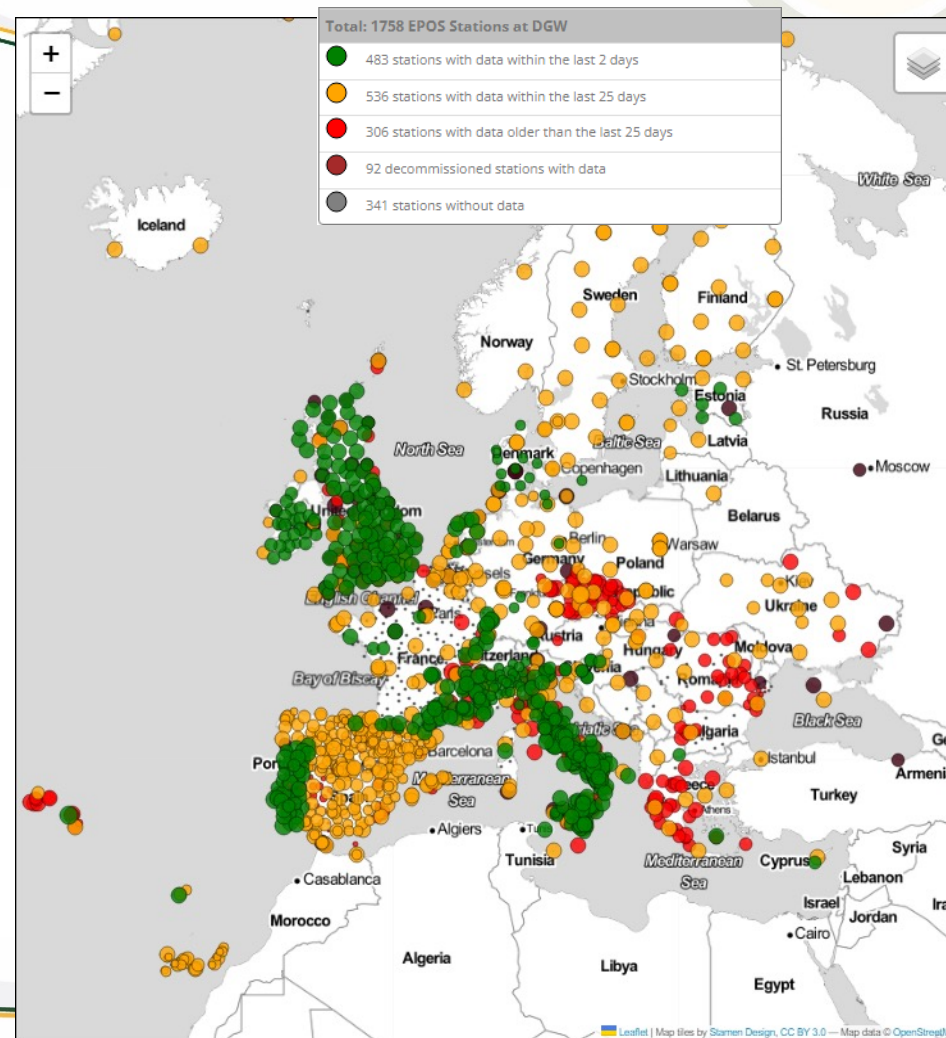 Total: 1758 EPOS Stations at DGW
+
483 stations with data within the last 2 days
−
536 stations with data within the last 25 days
306 stations with data older than the last 25 days
92 decommissioned stations with data
White Sea
341 stations without data
Iceland
Sweden
Finland
Norway
St. Petersburg
Stockholm
Estonia
Russia
North Sea
Baltic Sea
Latvia
Denmark
Copenhagen
Moscow
Lithuania
Belarus
Berlin
Warsaw
Germany
Poland
Kiev
English Channel
Ukraine
Paris
Austria
Hungary
Moldova
France
Bay of Biscay
Black Sea
Barcelona
Istanbul
Mediterranean
Sea
Turkey
Athens
Algiers
Tunisia
Mediterranean
Sea
Cyprus
Syria
Lebanon
Casablanca
Israel
Jordan
Morocco
Cairo
Algeria
Libya
Egypt
Leaflet | Map tiles by Stamen Design, CC BY 3.0 — Map data © OpenStreetM